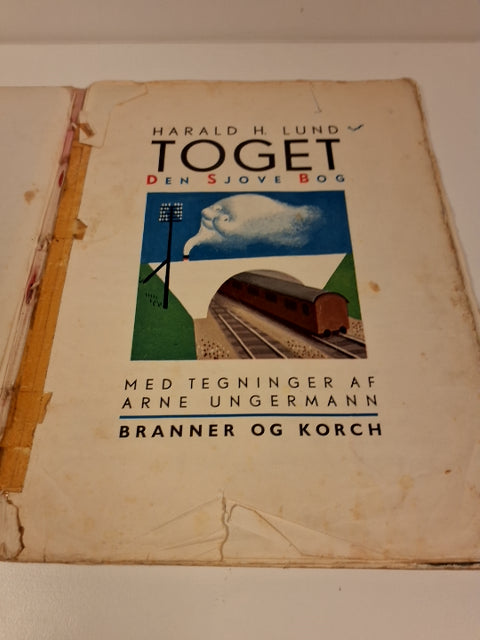 HARALD H. LUND
TOGET
DEN SJOVE BOG
MED TEGNINGER AF
ARNE UNGERMANN
BRANNER OG KORCH